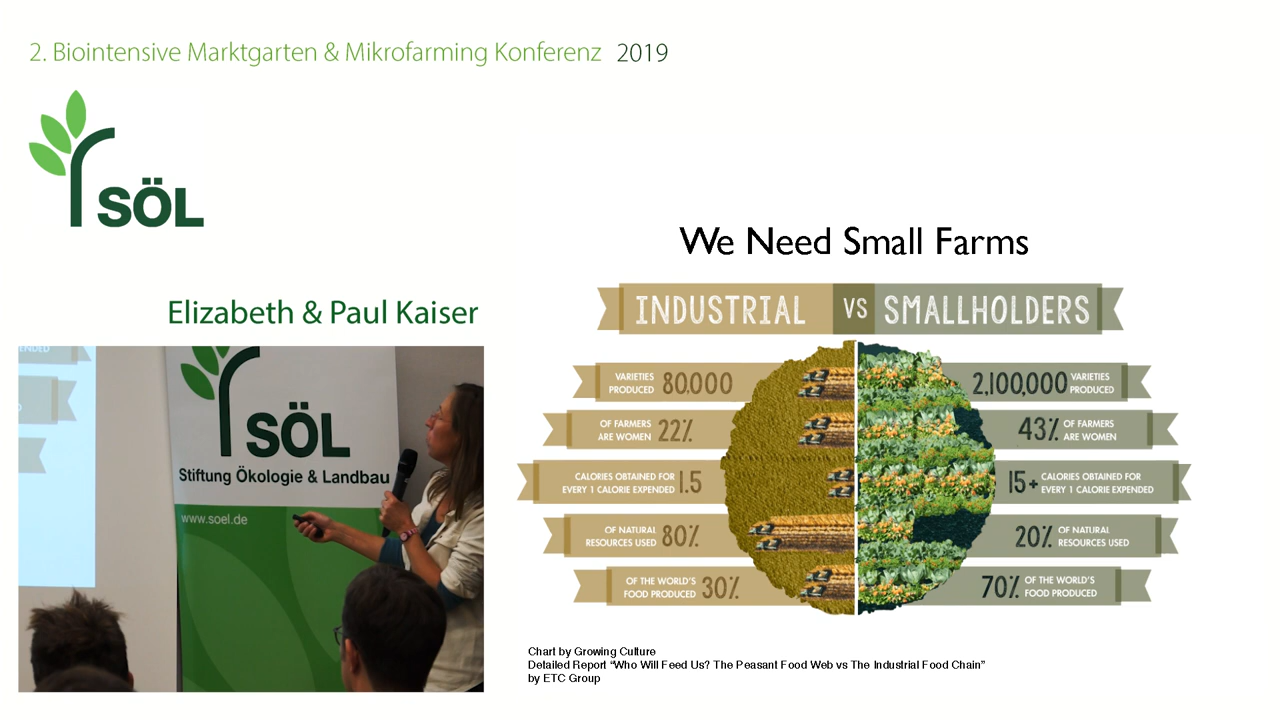 2. Biointensive Marktgarten & Mikrofarming Konferenz 2019
SÖL
Elizabeth & Paul Kaiser
SÖL
Stiftung Ökologie & Landbau
www.soel.de
We Need Small Farms
INDUSTRIAL VS SMALLHOLDERS
VARIETIES
PRODUCED 80,000
2,100,000 VARIETIES
PRODUCED
OF FARMERS
ARE WOMEN 22%
43% OF FARMERS
ARE WOMEN
CALORIES OBTAINED FOR
EVERY 1 CALORIE EXPENDED 1.5
15+ CALORIES OBTAINED FOR
EVERY 1 CALORIE EXPENDED
OF NATURAL
RESOURCES USED 80%
20% OF NATURAL
RESOURCES USED
OF THE WORLD'S
FOOD PRODUCED 30%
70% OF THE WORLD'S
FOOD PRODUCED
Chart by Growing Culture
Detailed Report “Who Will Feed Us? The Peasant Food Web vs The Industrial Food Chain”
by ETC Group